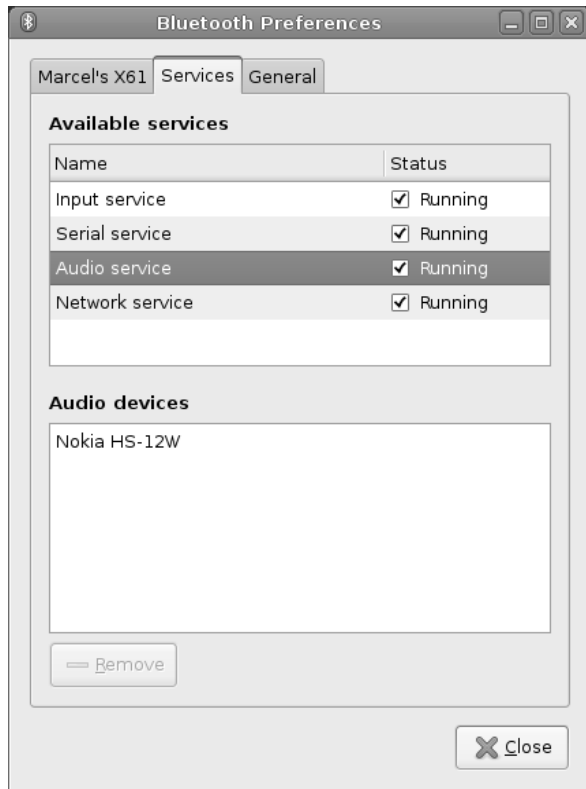 Bluetooth Preferences
Marcel's X61 Services General
Available services
Name Status
Input service Running
Serial service Running
Audio service Running
Network service Running
Audio devices
Nokia HS-12W
Remove
Close